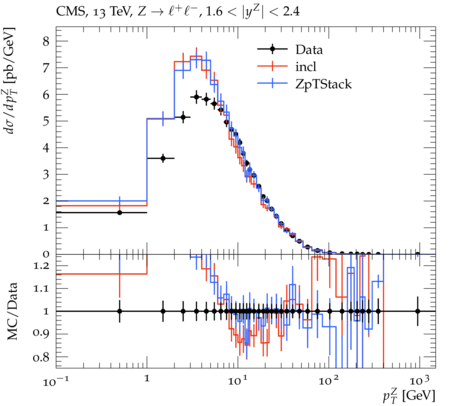 CMS, 13 TeV, Z → ℓ⁺ℓ⁻, 1.6 < |y^Z| < 2.4
dσ/dp_T^Z [pb/GeV]
8
7
6
5
4
3
2
1
0
Data
incl
ZpTStack
MC/Data
1.2
1.1
1
0.9
0.8
10⁻¹ 1 10¹ 10² 10³
p_T^Z [GeV]